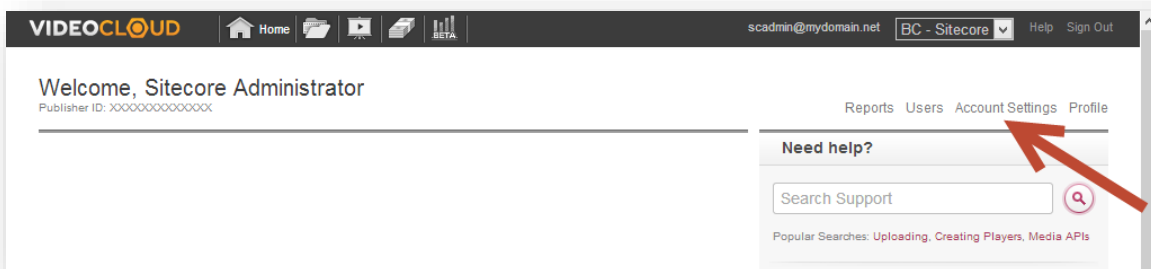 VIDEOCLOUD Home BETA scadmin@mydomain.net BC - Sitecore Help Sign Out
Welcome, Sitecore Administrator
Publisher ID: XXXXXXXXXXXXX
Reports Users Account Settings Profile
Need help?
Search Support
Popular Searches: Uploading, Creating Players, Media APIs